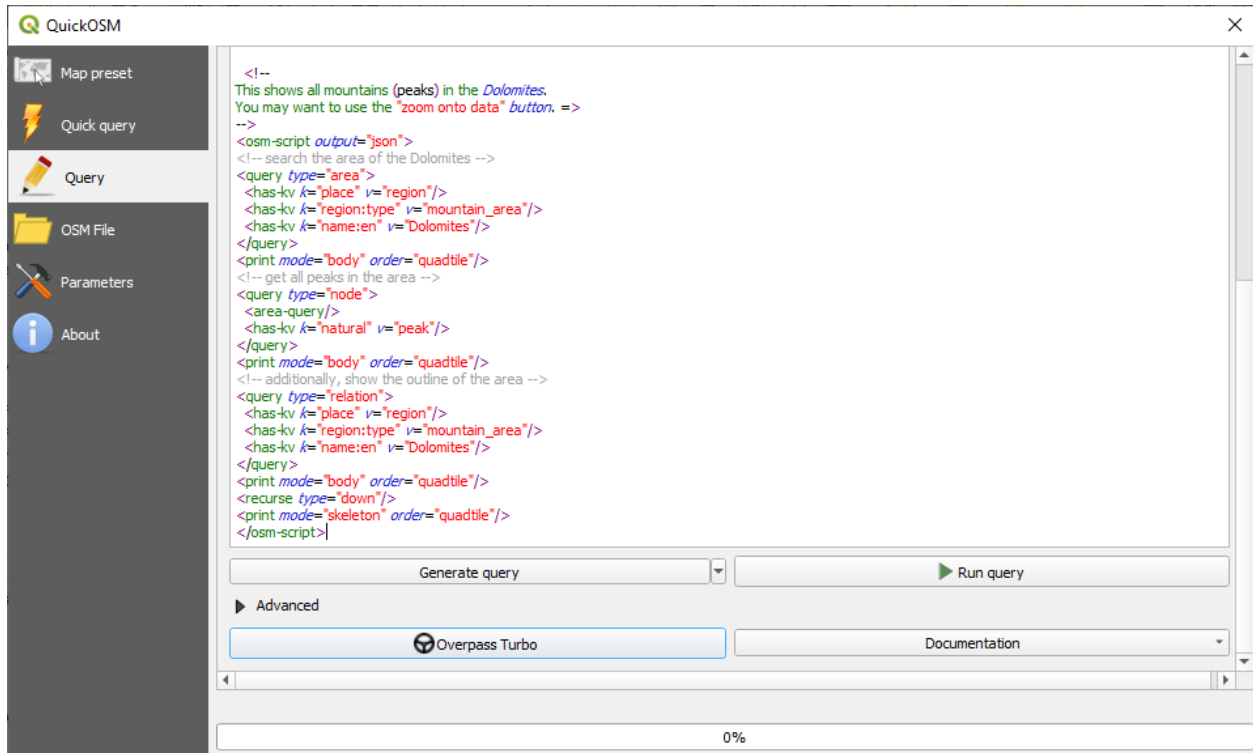 QuickOSM
Map preset
Quick query
Query
OSM File
Parameters
About
<!--
This shows all mountains (peaks) in the Dolomites.
You may want to use the "zoom onto data" button. =>
-->
<osm-script output="json">
<!-- search the area of the Dolomites -->
<query type="area">
<has-kv k="place" v="region"/>
<has-kv k="region:type" v="mountain_area"/>
<has-kv k="name:en" v="Dolomites"/>
</query>
<print mode="body" order="quadtile"/>
<!-- get all peaks in the area -->
<query type="node">
<area-query/>
<has-kv k="natural" v="peak"/>
</query>
<print mode="body" order="quadtile"/>
<!-- additionally, show the outline of the area -->
<query type="relation">
<has-kv k="place" v="region"/>
<has-kv k="region:type" v="mountain_area"/>
<has-kv k="name:en" v="Dolomites"/>
</query>
<print mode="body" order="quadtile"/>
<recurse type="down"/>
<print mode="skeleton" order="quadtile"/>
</osm-script>
Generate query
Run query
Advanced
Overpass Turbo
Documentation
0%